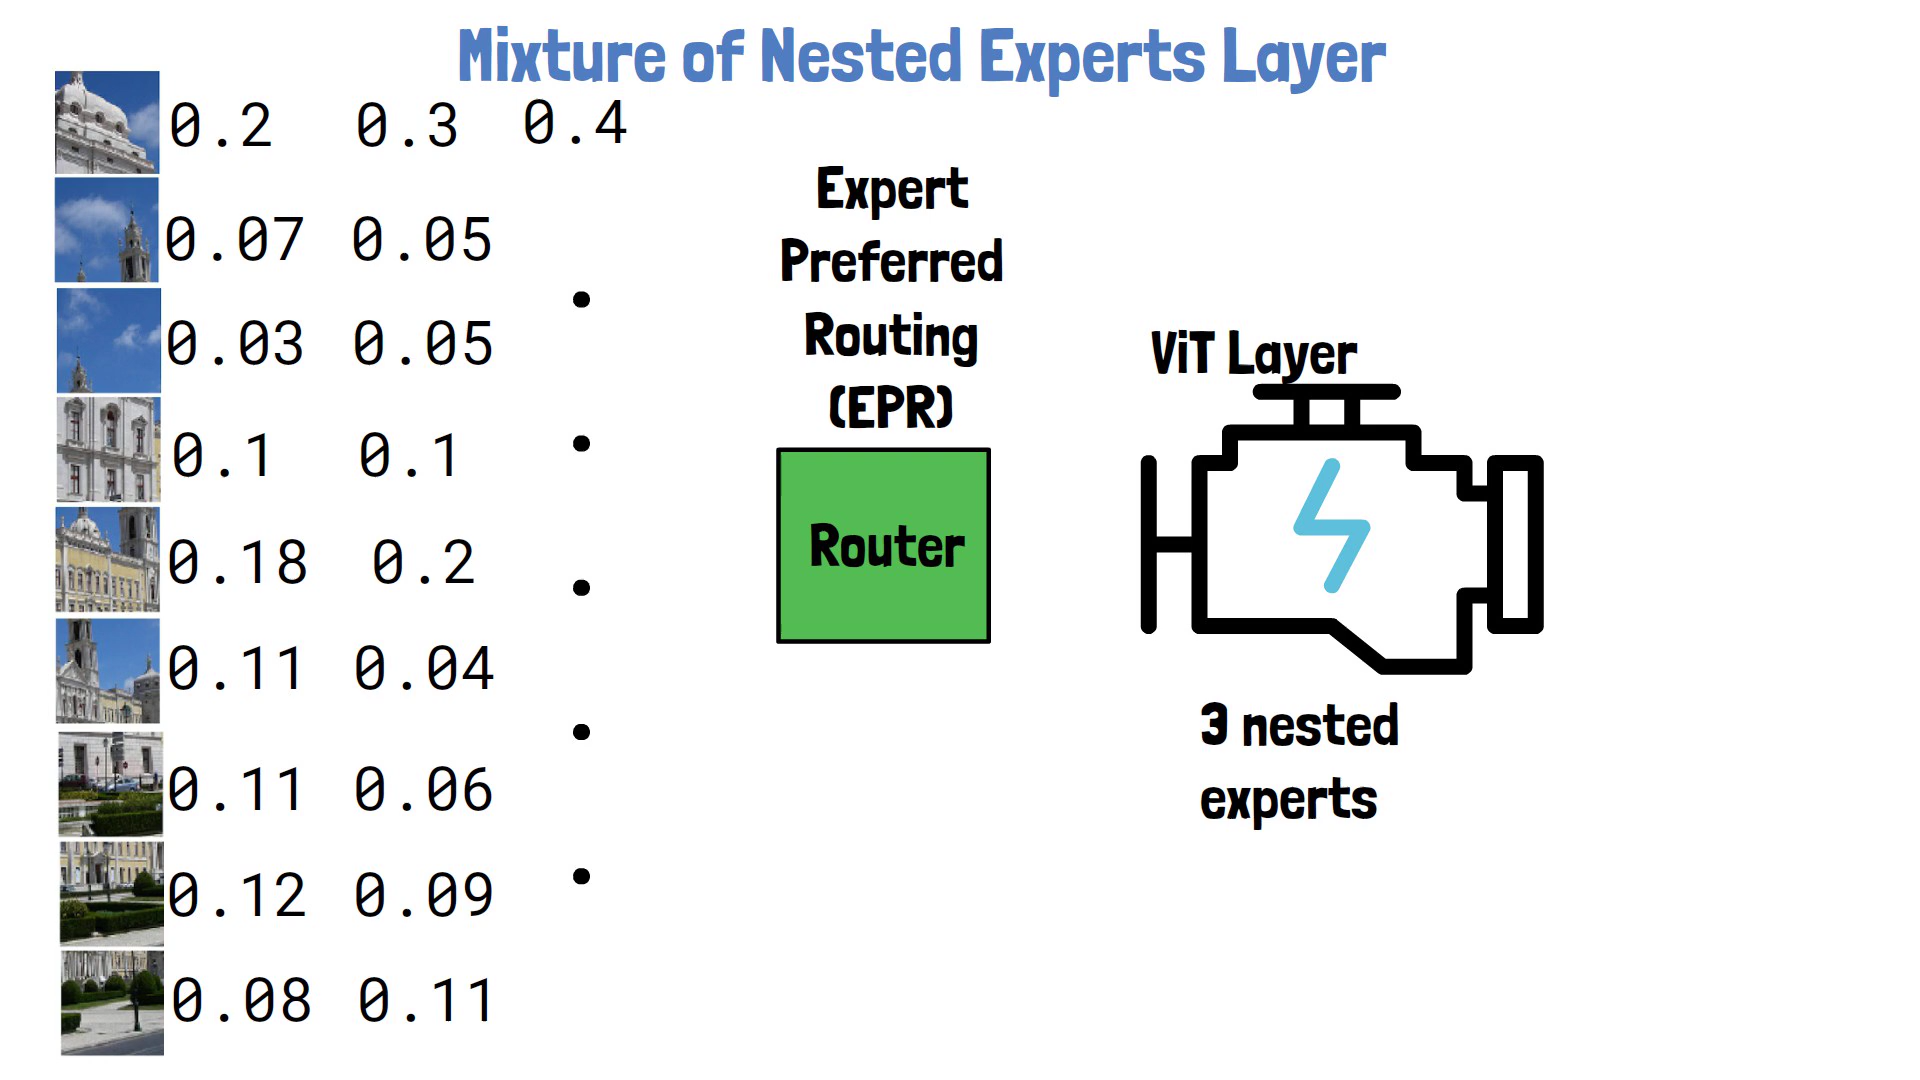 Mixture of Nested Experts Layer
0.2 0.3 0.4
0.07 0.05
0.03 0.05
0.1 0.1
0.18 0.2
0.11 0.04
0.11 0.06
0.12 0.09
0.08 0.11
Expert
Preferred
Routing
(EPR)
Router
ViT Layer
3 nested
experts